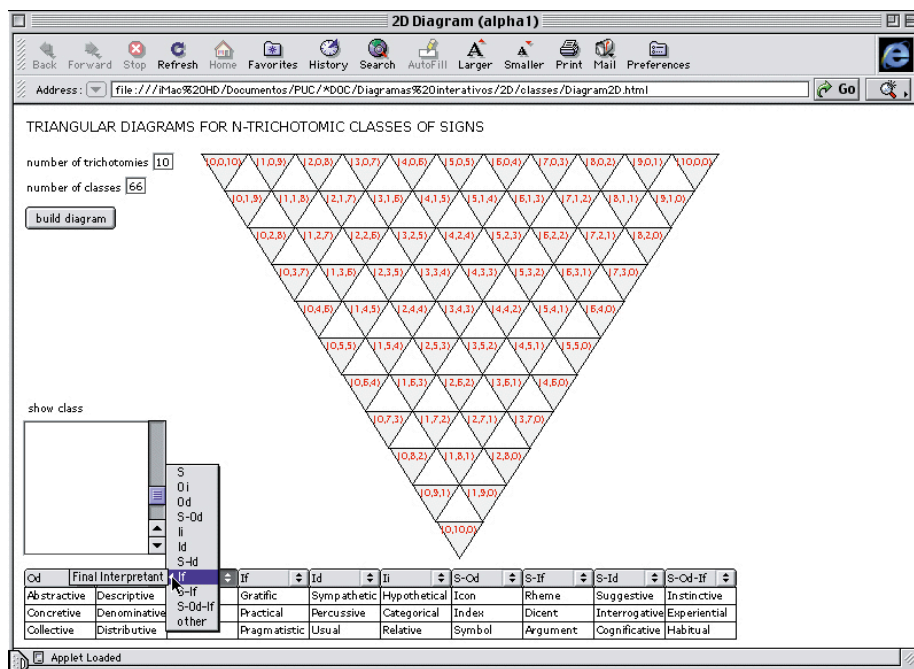 2D Diagram (alpha1)
Back Forward Stop Refresh Home Favorites History Search AutoFill Larger Smaller Print Mail Preferences
Address: file:///iMac%20HD/Documentos/PUC/*DOC/Diagramas%20interativos/2D/classes/Diagram2D.html Go
TRIANGULAR DIAGRAMS FOR N-TRICHOTOMIC CLASSES OF SIGNS
number of trichotomies 10
number of classes 66
build diagram
(0,0,10) (1,0,9) (2,0,8) (3,0,7) (4,0,6) (5,0,5) (6,0,4) (7,0,3) (8,0,2) (9,0,1) (10,0,0)
(0,1,9) (1,1,8) (2,1,7) (3,1,6) (4,1,5) (5,1,4) (6,1,3) (7,1,2) (8,1,1) (9,1,0)
(0,2,8) (1,2,7) (2,2,6) (3,2,5) (4,2,4) (5,2,3) (6,2,2) (7,2,1) (8,2,0)
(0,3,7) (1,3,6) (2,3,5) (3,3,4) (4,3,3) (5,3,2) (6,3,1) (7,3,0)
(0,4,6) (1,4,5) (2,4,4) (3,4,3) (4,4,2) (5,4,1) (6,4,0)
(0,5,5) (1,5,4) (2,5,3) (3,5,2) (4,5,1) (5,5,0)
(0,6,4) (1,6,3) (2,6,2) (3,6,1) (4,6,0)
(0,7,3) (1,7,2) (2,7,1) (3,7,0)
(0,8,2) (1,8,1) (2,8,0)
(0,9,1) (1,9,0)
(0,10,0)
show class
S
Oi
Od
S-Od
Ii
Id
S-Id
If
S-If
S-Od-If
other
Od Final Interpretant If Id Ii S-Od S-If S-Id S-Od-If
Abstractive Descriptive Gratific Sympathetic Hypothetical Icon Rheme Suggestive Instinctive
Concretive Denominative Practical Percussive Categorical Index Dicent Interrogative Experiential
Collective Distributive Pragmatistic Usual Relative Symbol Argument Cognificative Habitual
Applet Loaded